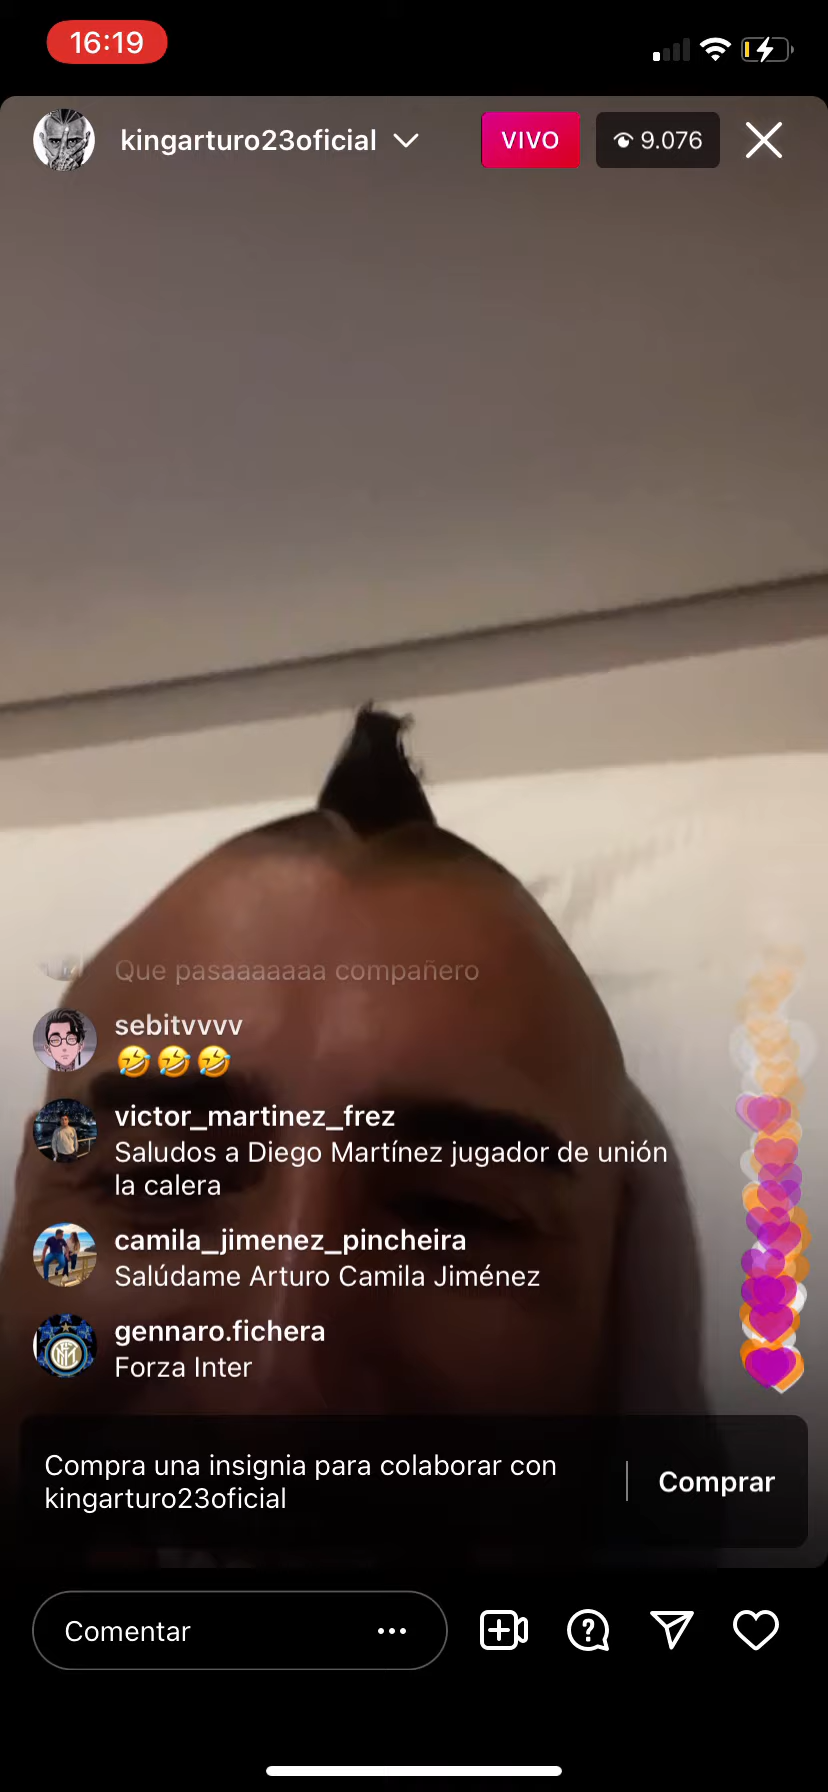 16:19
kingarturo23oficial
VIVO
9.076
Que pasaaaaaaa compañero
sebitvvvv
🤣🤣🤣
victor_martinez_frez
Saludos a Diego Martínez jugador de unión
la calera
camila_jimenez_pincheira
Salúdame Arturo Camila Jiménez
gennaro.fichera
Forza Inter
Compra una insignia para colaborar con
kingarturo23oficial
Comprar
Comentar